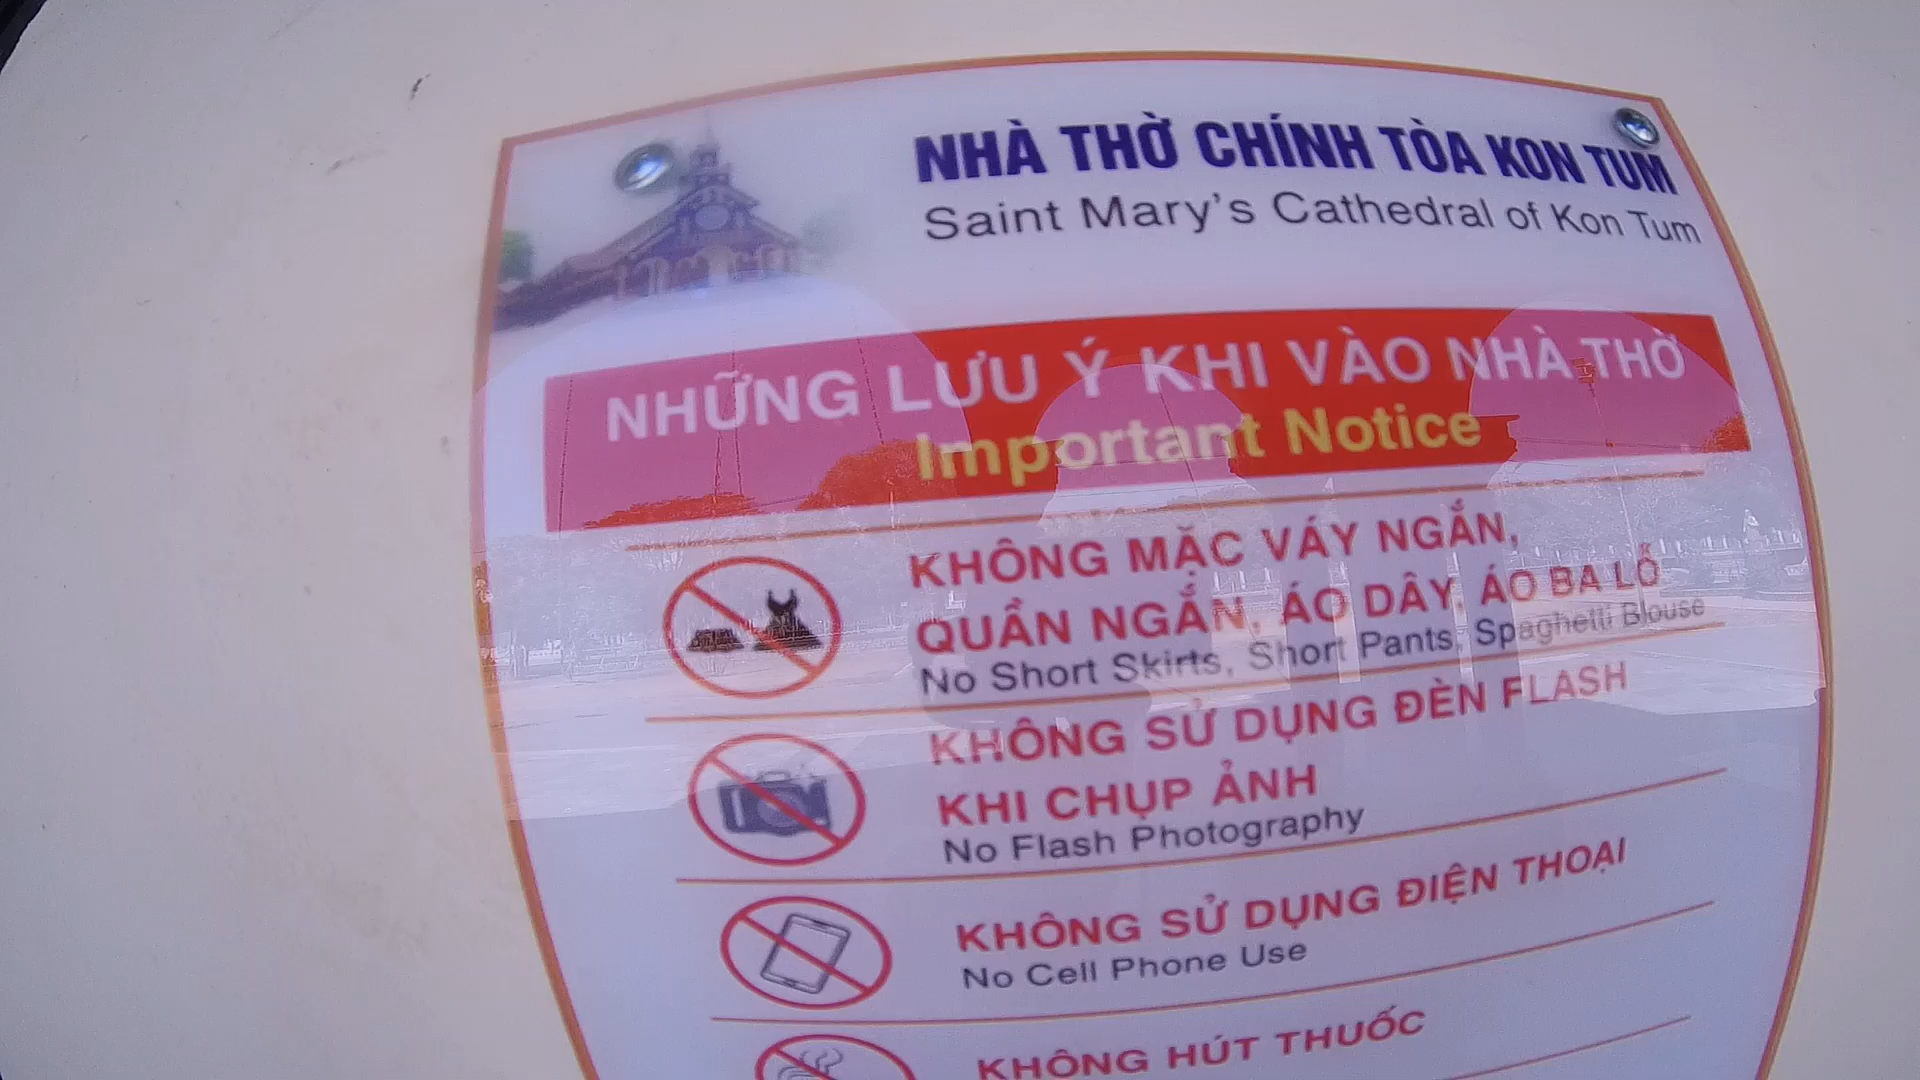 NHÀ THỜ CHÍNH TÒA KON TUM
Saint Mary's Cathedral of Kon Tum
NHỮNG LƯU Ý KHI VÀO NHÀ THỜ
Important Notice
KHÔNG MẶC VÁY NGẮN,
QUẦN NGẮN, ÁO DÂY, ÁO BA LỖ
No Short Skirts, Short Pants, Spaghetti Blouse
KHÔNG SỬ DỤNG ĐÈN FLASH
KHI CHỤP ẢNH
No Flash Photography
KHÔNG SỬ DỤNG ĐIỆN THOẠI
No Cell Phone Use
KHÔNG HÚT THUỐC